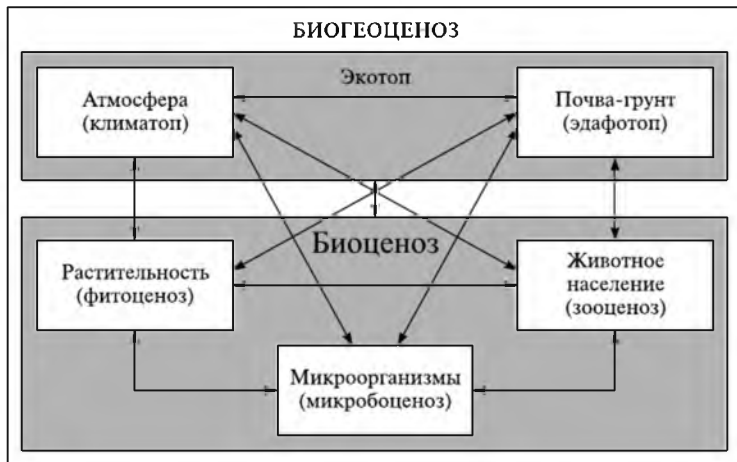 БИОГЕОЦЕНОЗ
Экотоп
Атмосфера
(климатоп)
Почва-грунт
(эдафотоп)
Биоценоз
Растительность
(фитоценоз)
Животное
население
(зооценоз)
Микроорганизмы
(микробоценоз)